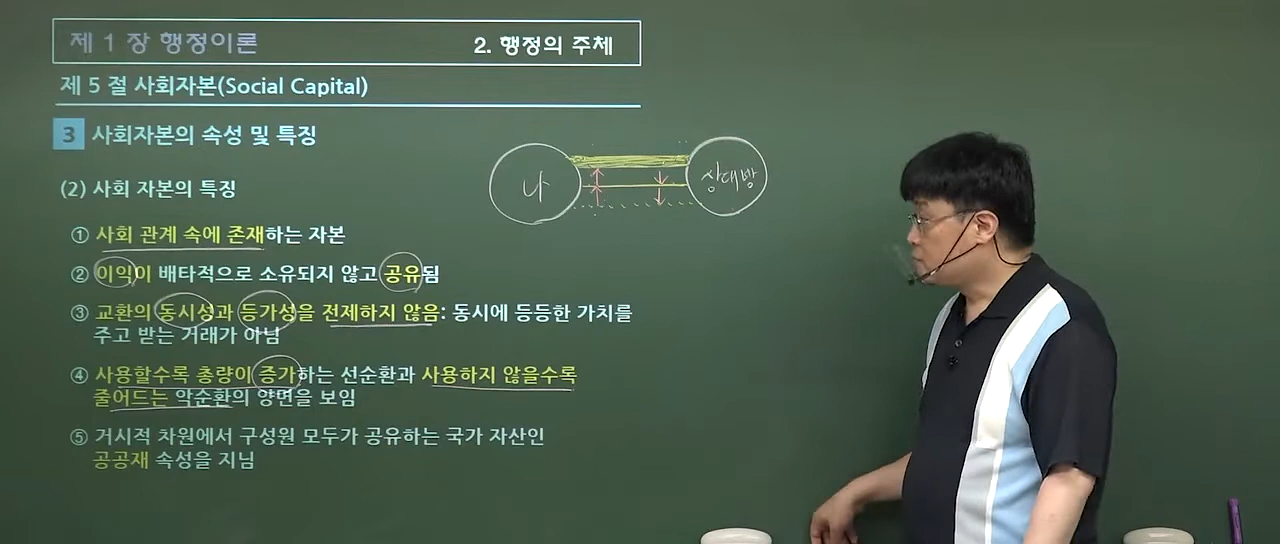 제 1 장 행정이론
2. 행정의 주체
제 5 절 사회자본(Social Capital)
3 사회자본의 속성 및 특징
(2) 사회 자본의 특징
① 사회 관계 속에 존재하는 자본
② 이익이 배타적으로 소유되지 않고 공유됨
③ 교환의 동시성과 등가성을 전제하지 않음: 동시에 등등한 가치를
주고 받는 거래가 아님
④ 사용할수록 총량이 증가하는 선순환과 사용하지 않을수록
줄어드는 악순환의 양면을 보임
⑤ 거시적 차원에서 구성원 모두가 공유하는 국가 자산인
공공재 속성을 지님
나
상대방